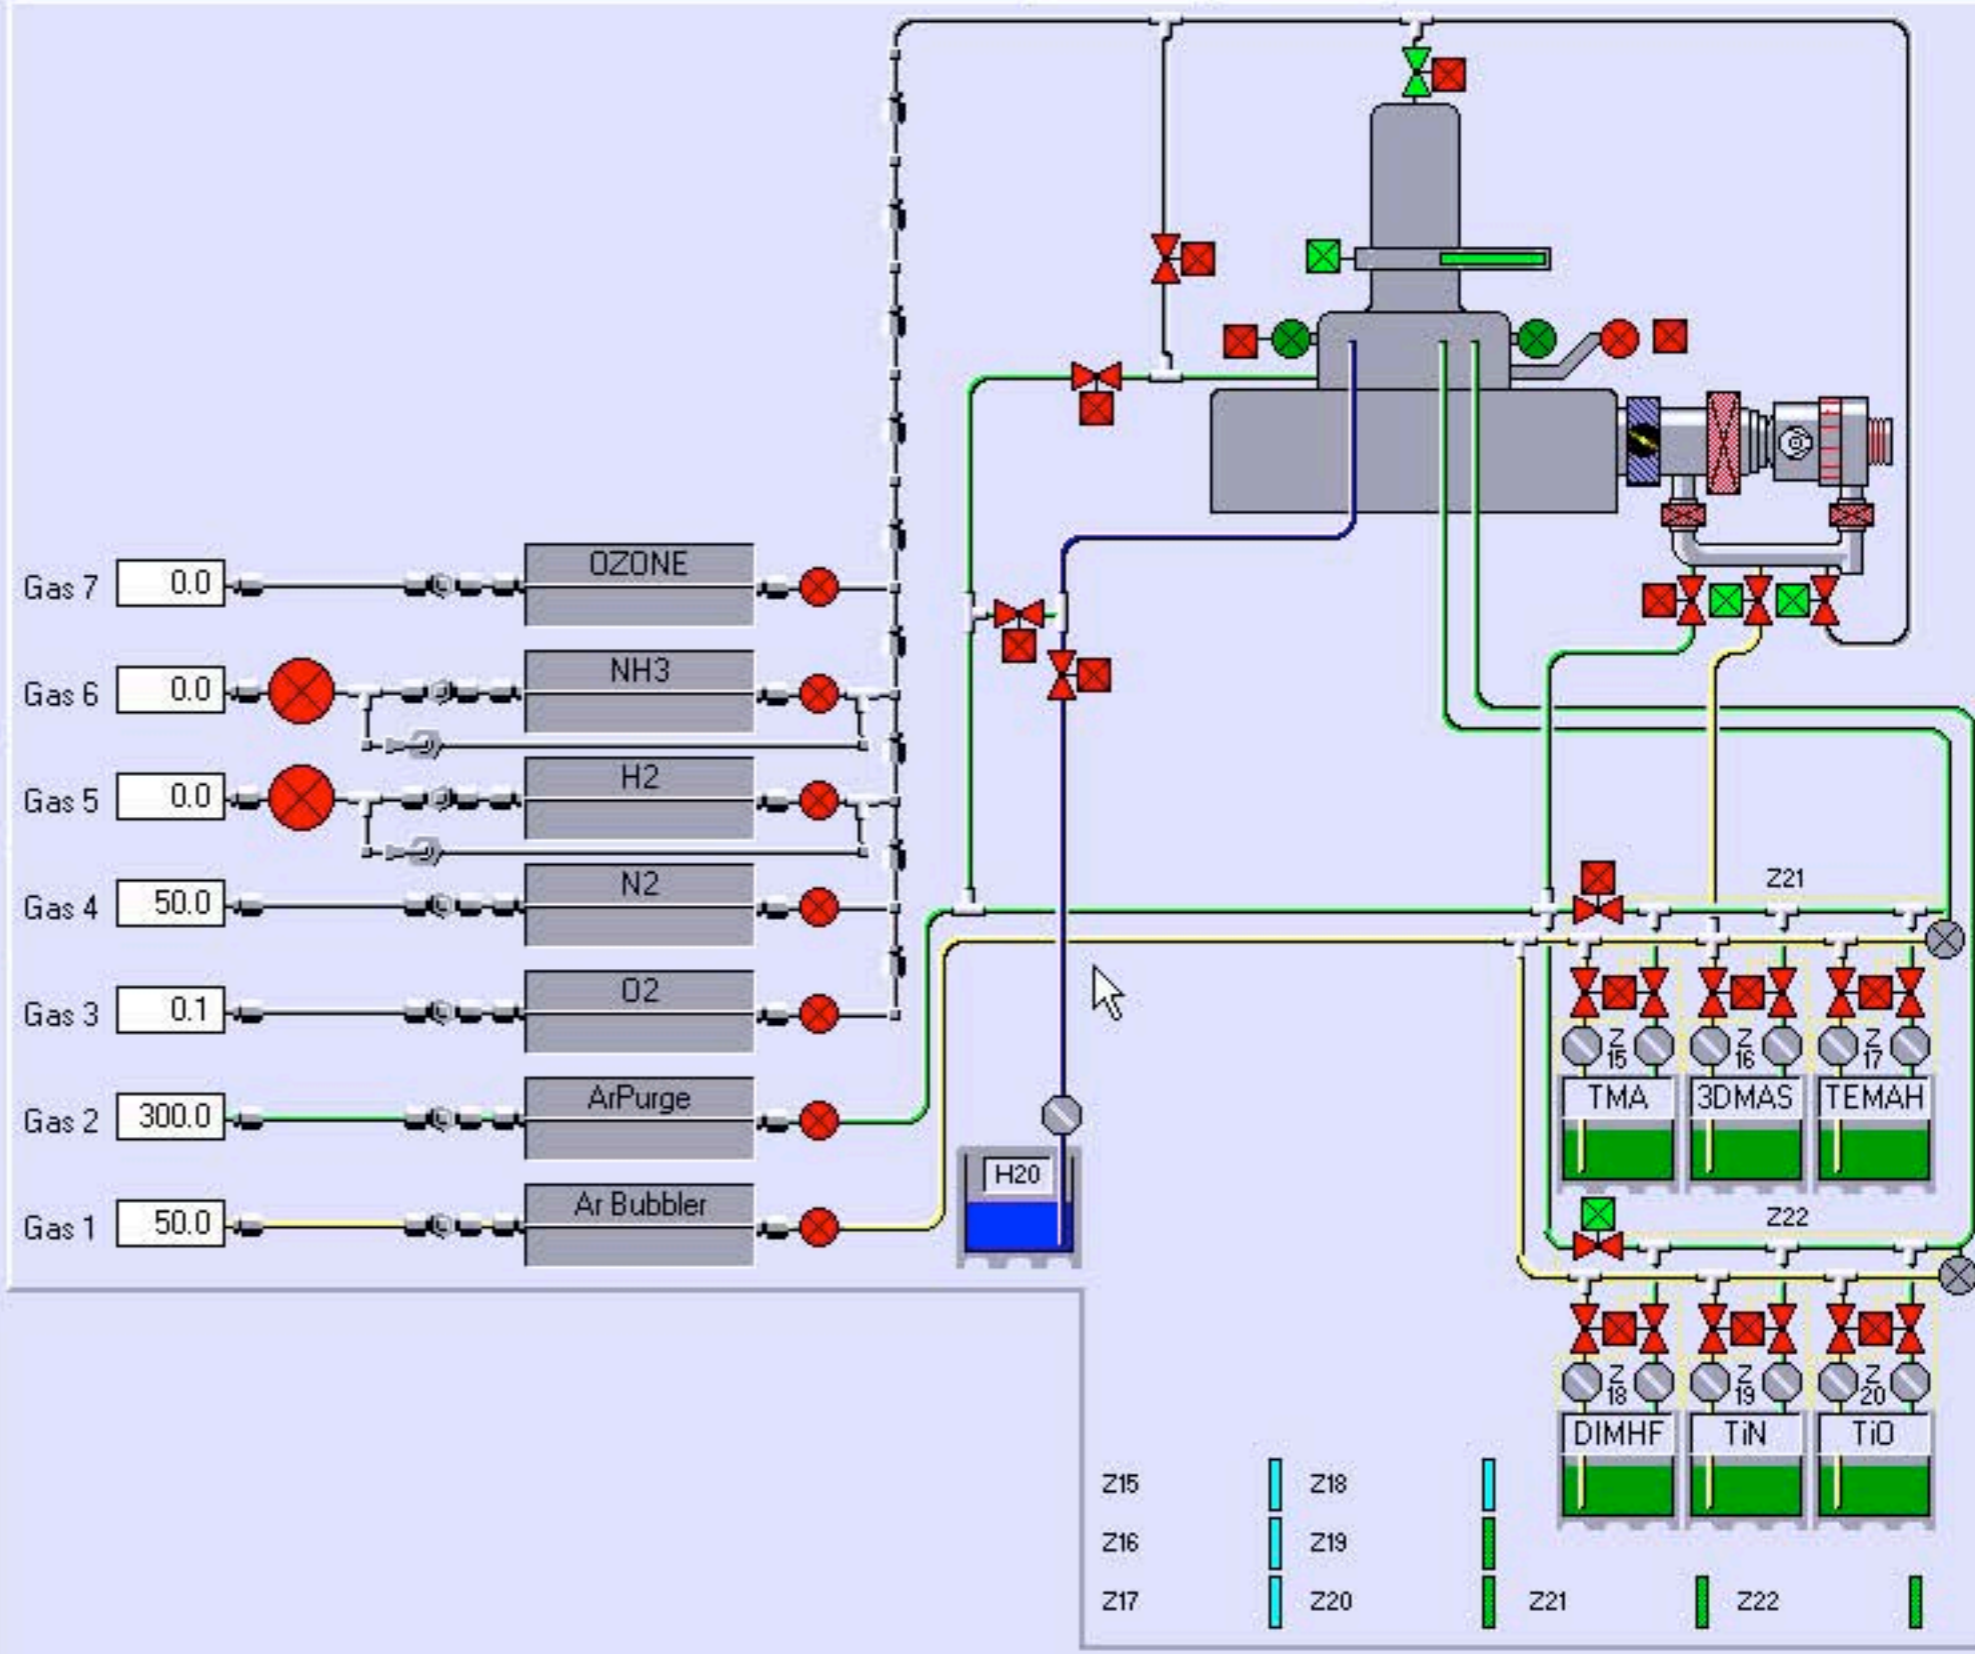 OZONE
Gas 7 0.0
NH3
Gas 6 0.0
H2
Gas 5 0.0
N2
Gas 4 50.0
Z21
O2
Gas 3 0.1
Z 15
Z 16
Z 17
ArPurge
Gas 2 300.0
TMA 3DMAS TEMAH
H20
Ar Bubbler
Gas 1 50.0
Z22
Z 18
Z 19
Z 20
DIMHF TiN TiO
Z15 Z18
Z16 Z19
Z17 Z20 Z21 Z22